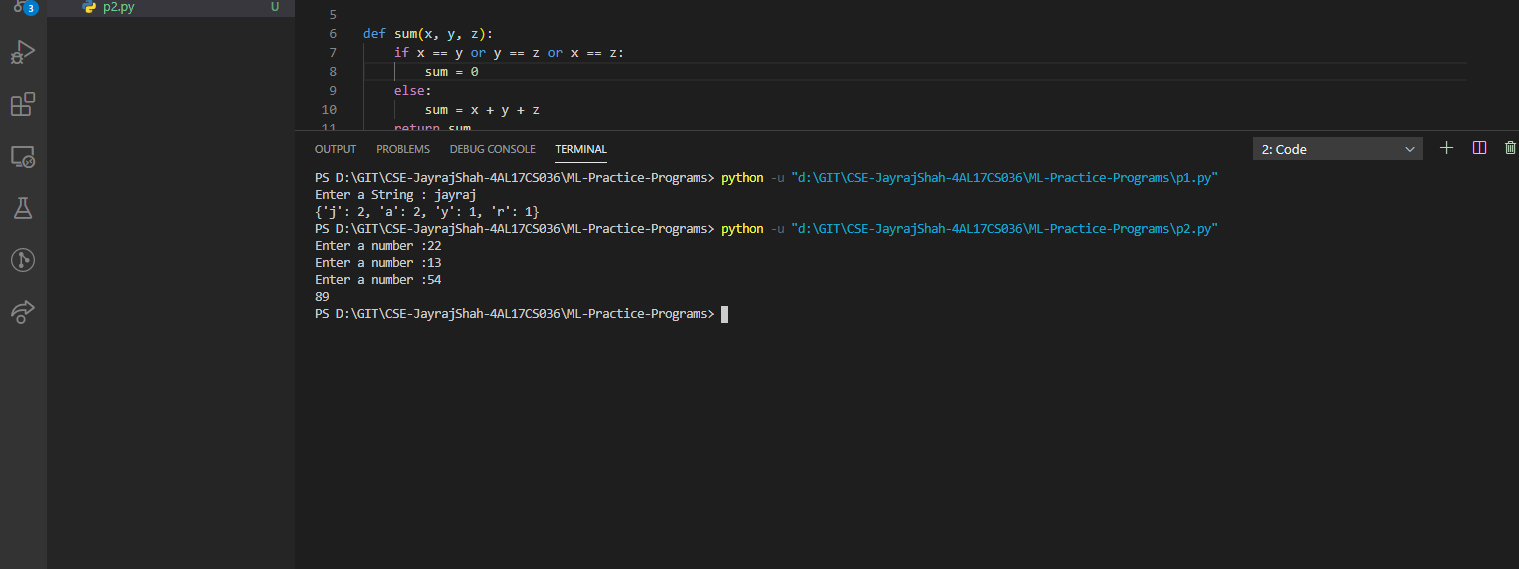 3
p2.py U
5
6 def sum(x, y, z):
7 if x == y or y == z or x == z:
8 sum = 0
9 else:
10 sum = x + y + z
11 return sum
OUTPUT PROBLEMS DEBUG CONSOLE TERMINAL 2: Code
PS D:\GIT\CSE-JayrajShah-4AL17CS036\ML-Practice-Programs> python -u "d:\GIT\CSE-JayrajShah-4AL17CS036\ML-Practice-Programs\p1.py"
Enter a String : jayraj
{'j': 2, 'a': 2, 'y': 1, 'r': 1}
PS D:\GIT\CSE-JayrajShah-4AL17CS036\ML-Practice-Programs> python -u "d:\GIT\CSE-JayrajShah-4AL17CS036\ML-Practice-Programs\p2.py"
Enter a number :22
Enter a number :13
Enter a number :54
89
PS D:\GIT\CSE-JayrajShah-4AL17CS036\ML-Practice-Programs>